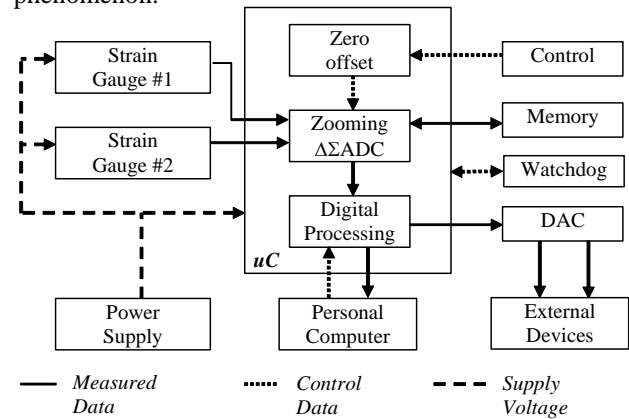 phenomenon.
Strain
Gauge #1
Zero
offset
Control
Strain
Gauge #2
Zooming
ΔΣADC
Memory
Watchdog
Digital
Processing
DAC
uC
Power
Supply
Personal
Computer
External
Devices
Measured
Data
Control
Data
Supply
Voltage